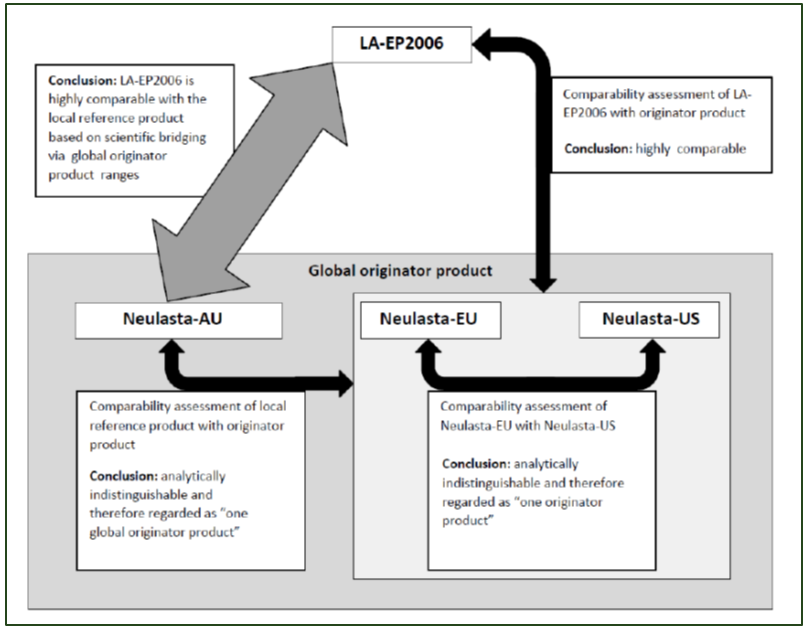 LA-EP2006
Conclusion: LA-EP2006 is
highly comparable with the
local reference product
based on scientific bridging
via global originator
product ranges
Comparability assessment of LA-
EP2006 with originator product
Conclusion: highly comparable
Global originator product
Neulasta-AU
Neulasta-EU
Neulasta-US
Comparability assessment of local
reference product with originator
product
Conclusion: analytically
indistinguishable and
therefore regarded as “one
global originator product”
Comparability assessment of
Neulasta-EU with Neulasta-US
Conclusion: analytically
indistinguishable and therefore
regarded as “one originator
product”